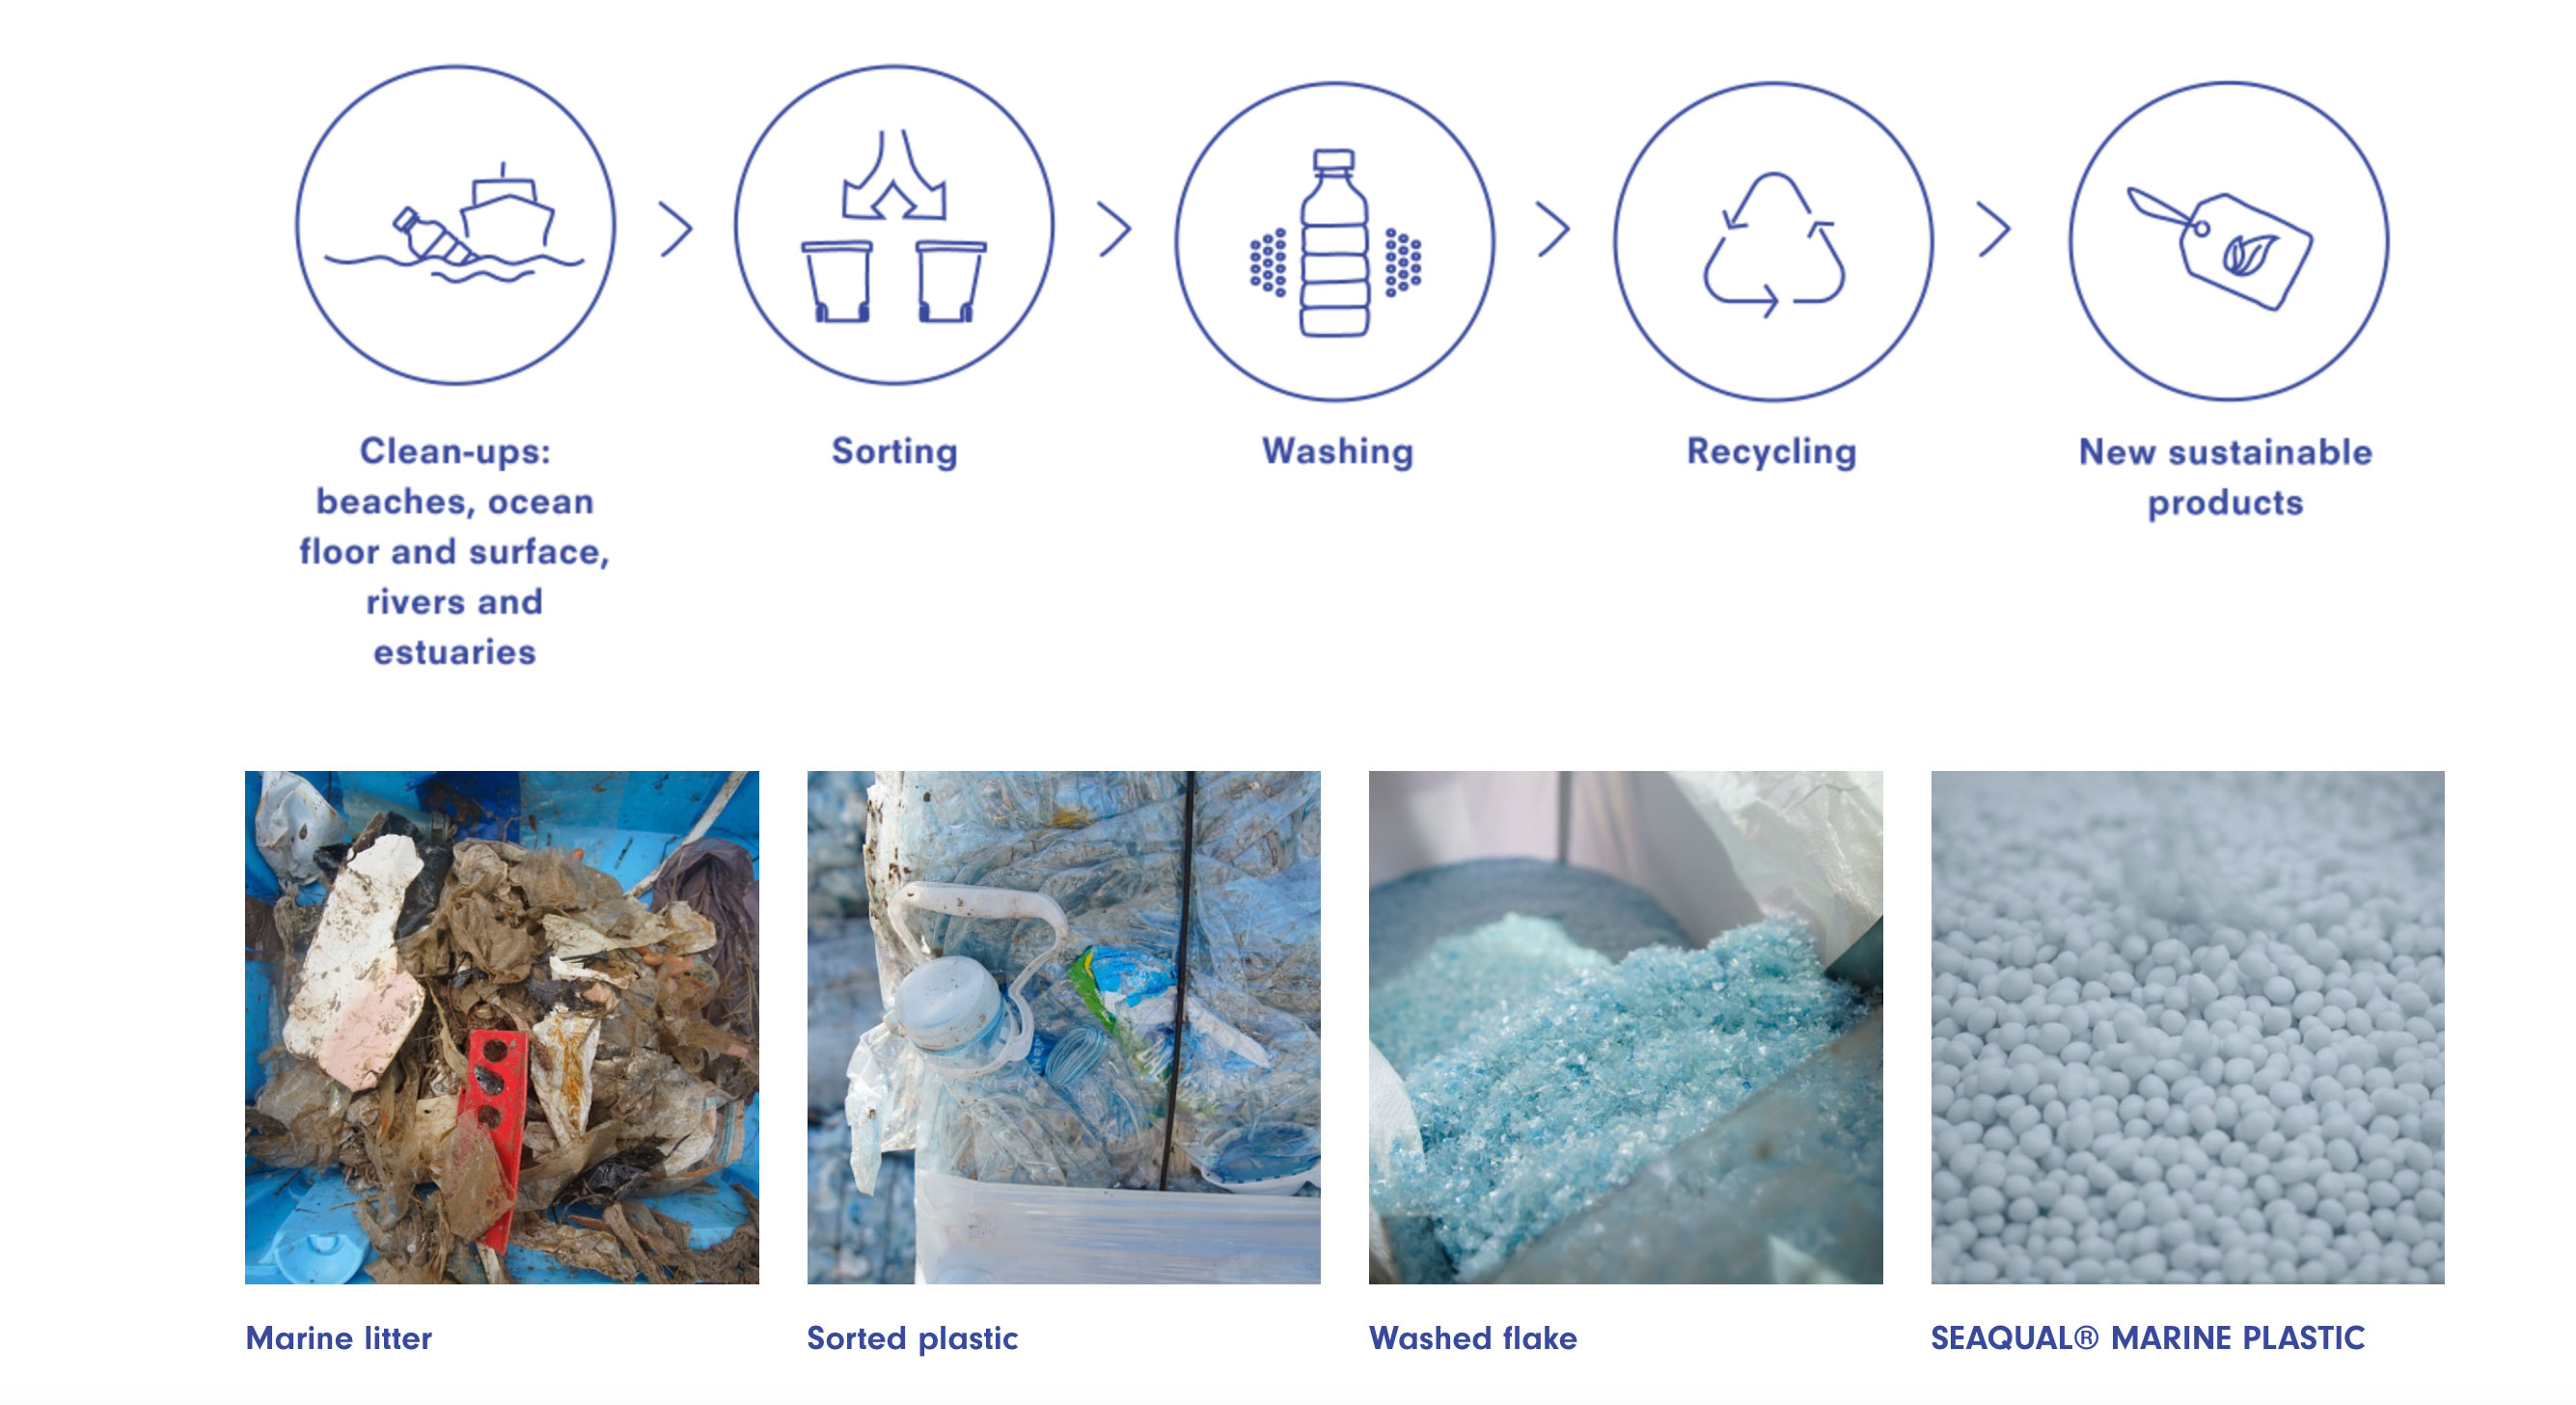 Clean-ups:
beaches, ocean
floor and surface,
rivers and
estuaries
Sorting
Washing
Recycling
New sustainable
products
Marine litter
Sorted plastic
Washed flake
SEAQUAL® MARINE PLASTIC